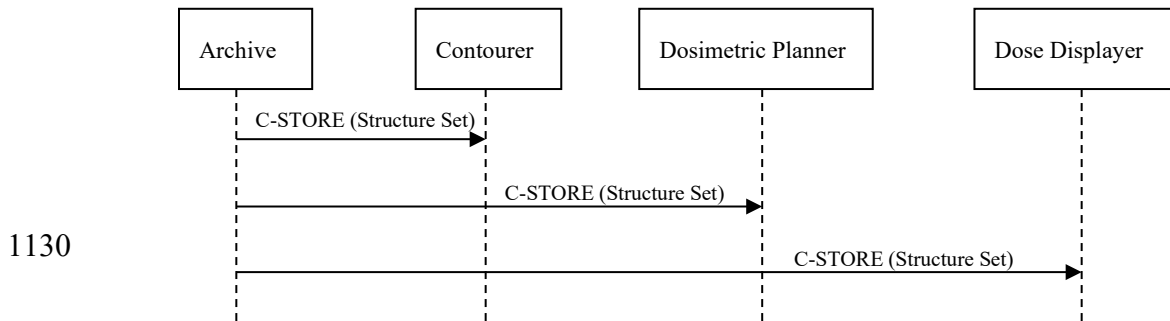 Archive
Contourer
Dosimetric Planner
Dose Displayer
C-STORE (Structure Set)
C-STORE (Structure Set)
1130
C-STORE (Structure Set)